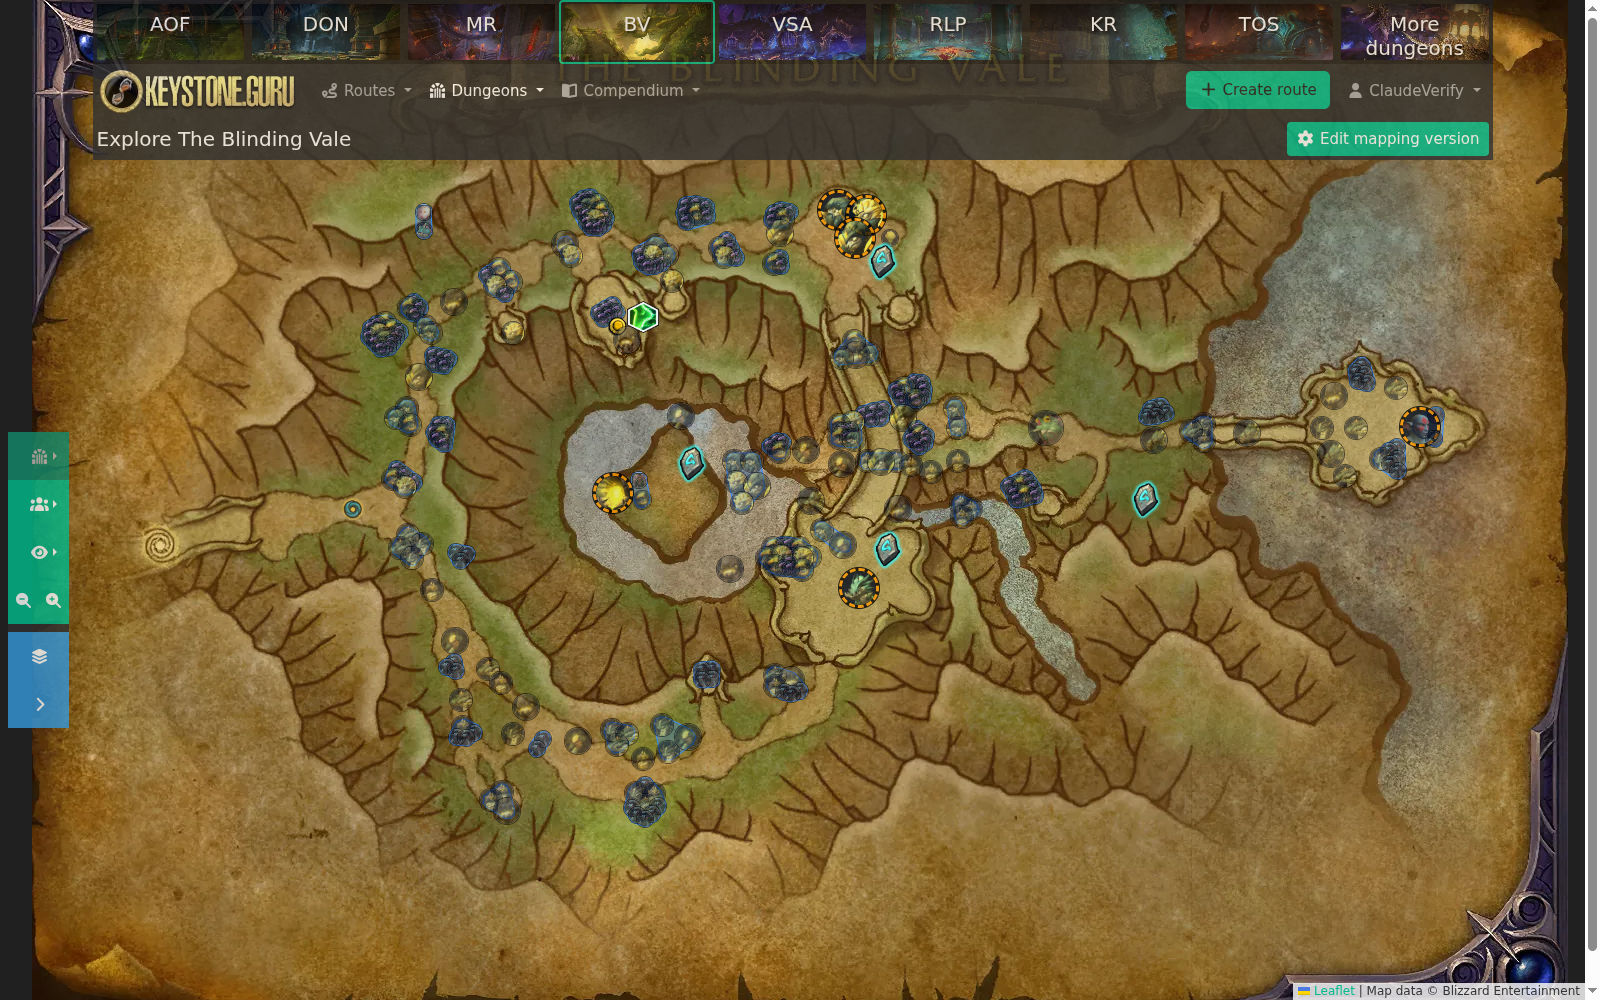 AOF
DON
MR
BV
VSA
RLP
KR
TOS
More dungeons
THE BLINDING VALE
KEYSTONE.GURU
Routes
Dungeons
Compendium
Create route
ClaudeVerify
Explore The Blinding Vale
Edit mapping version
Leaflet | Map data © Blizzard Entertainment